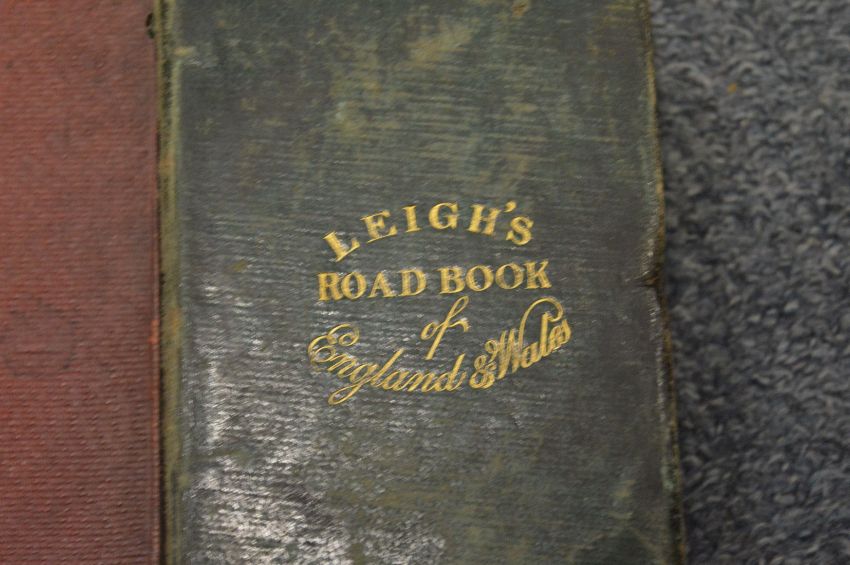 LEIGH'S
ROAD BOOK
of
England & Wales